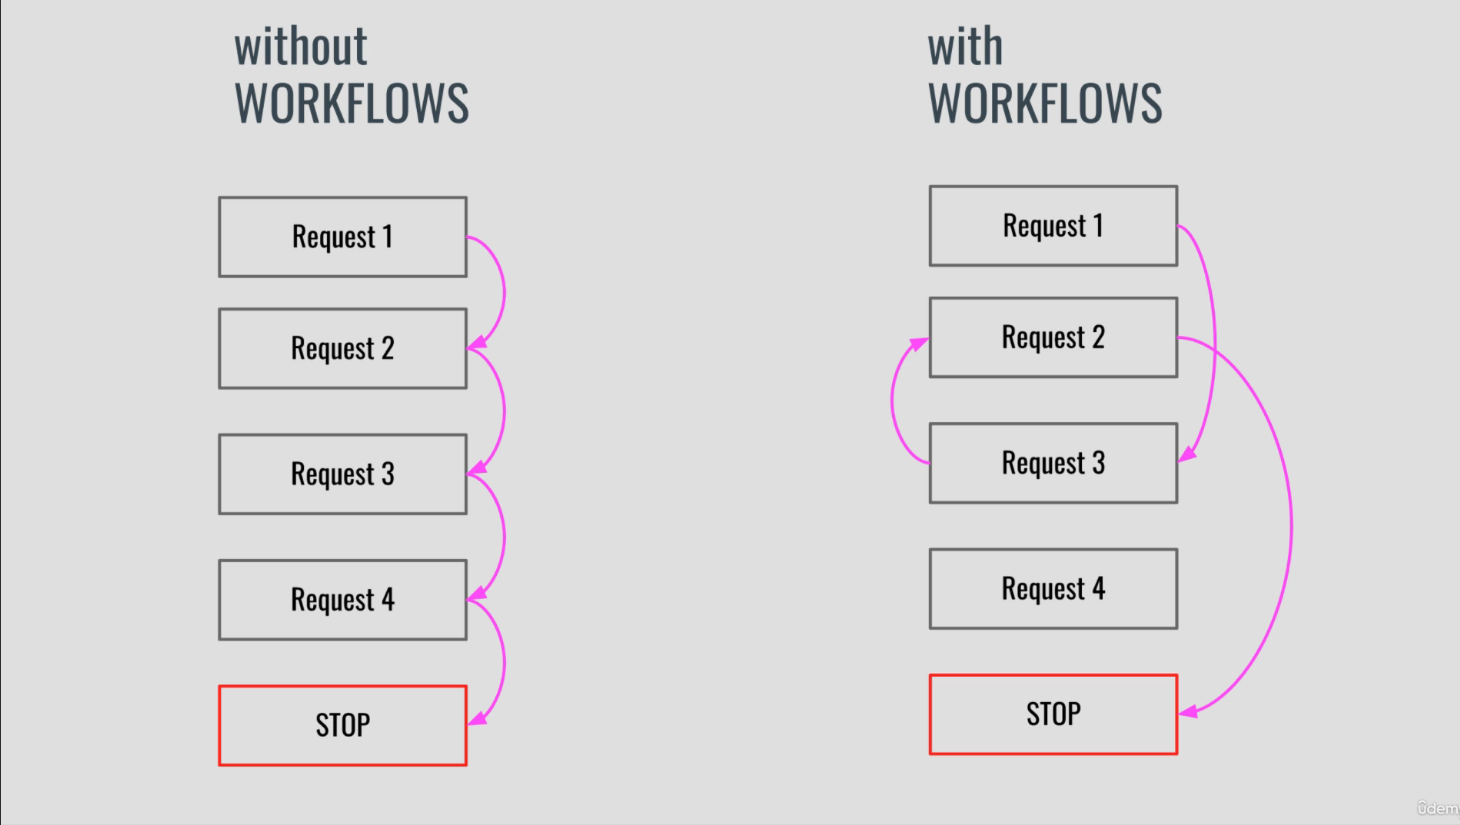 without
WORKFLOWS
Request 1
Request 2
Request 3
Request 4
STOP
with
WORKFLOWS
Request 1
Request 2
Request 3
Request 4
STOP